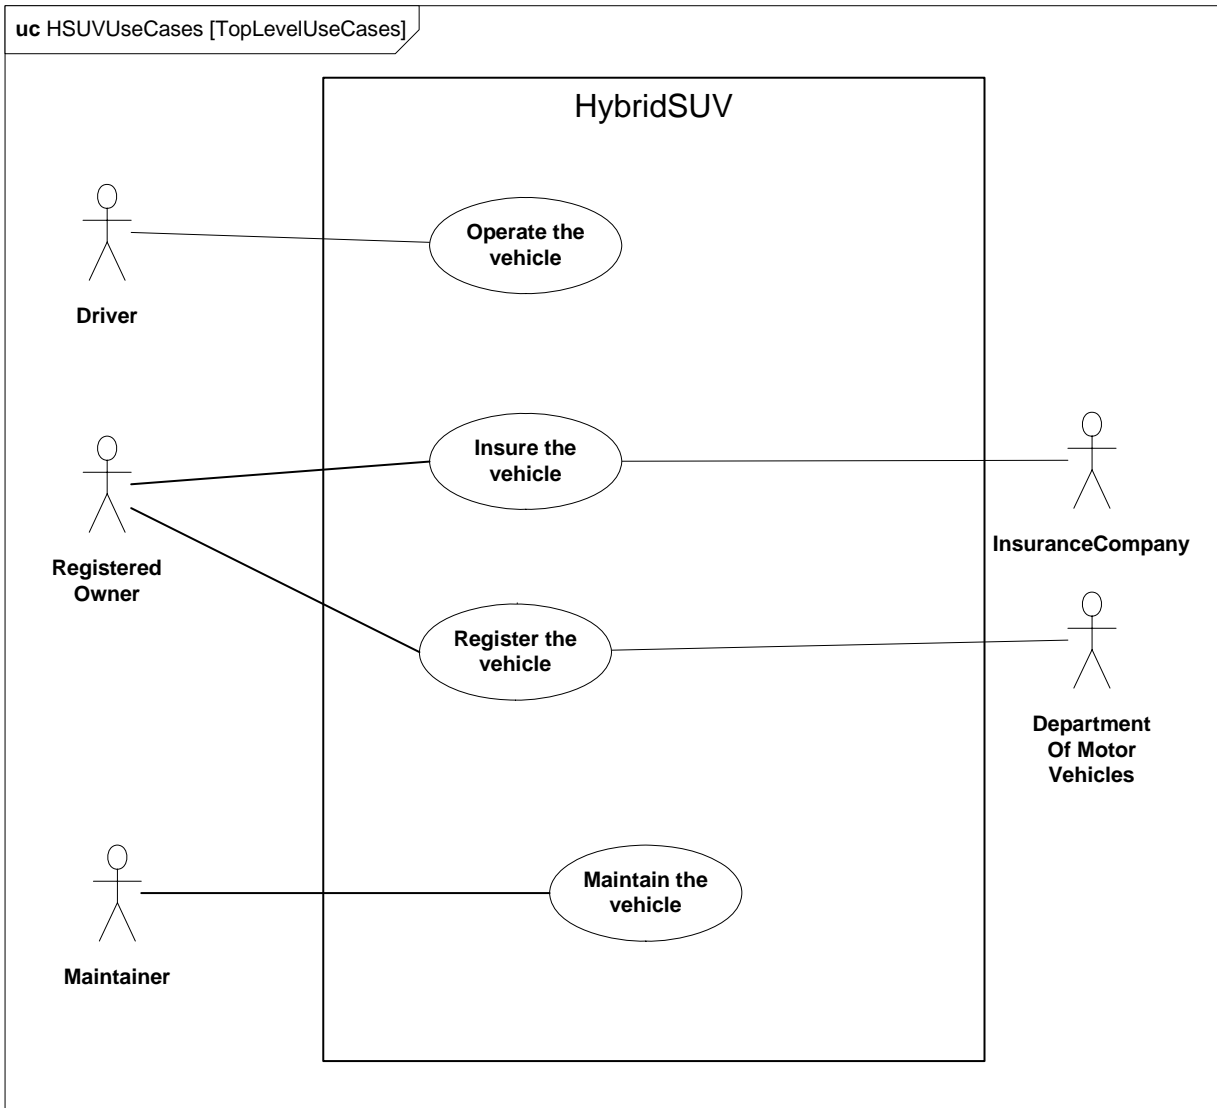 uc HSUVUseCases [TopLevelUseCases]
HybridSUV
Operate the
vehicle
Driver
Insure the
vehicle
Registered
Owner
InsuranceCompany
Register the
vehicle
Department
Of Motor
Vehicles
Maintain the
vehicle
Maintainer